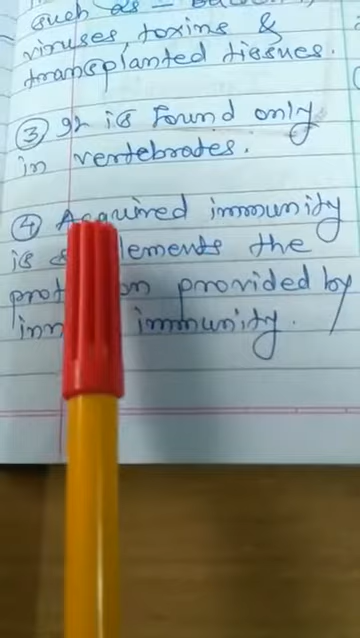 such as -
viruses, toxins &
transplanted tissues.
③ It is found only
in vertebrates.
④ Acquired immunity
is the
provided by
immunity.